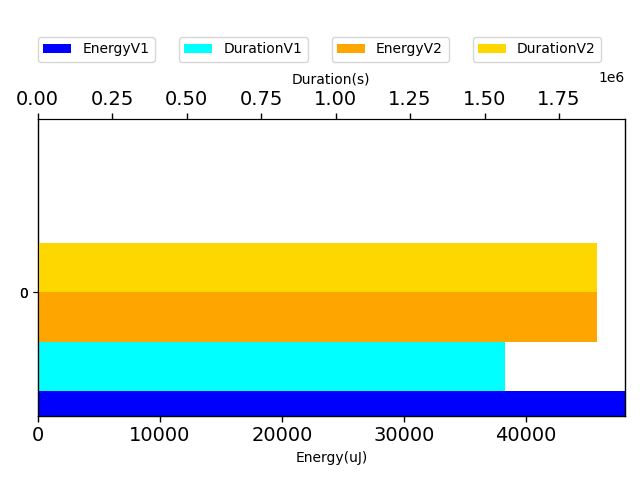 EnergyV1 DurationV1 EnergyV2 DurationV2
Duration(s) 1e6
0.00 0.25 0.50 0.75 1.00 1.25 1.50 1.75
0
0 10000 20000 30000 40000
Energy(uJ)